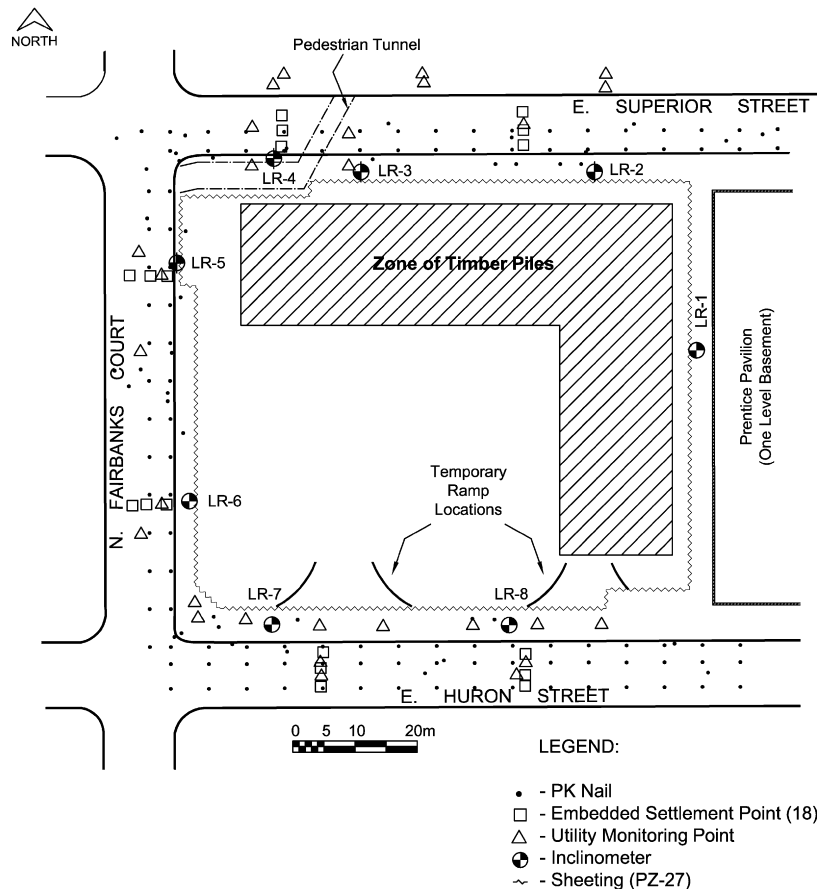 NORTH
Pedestrian Tunnel
E. SUPERIOR STREET
LR-4
LR-3
LR-2
LR-5
Zone of Timber Piles
LR-1
Prentice Pavilion
(One Level Basement)
N. FAIRBANKS COURT
Temporary
Ramp
Locations
LR-6
LR-7
LR-8
E. HURON STREET
0 5 10 20m
LEGEND:
- PK Nail
- Embedded Settlement Point (18)
- Utility Monitoring Point
- Inclinometer
- Sheeting (PZ-27)